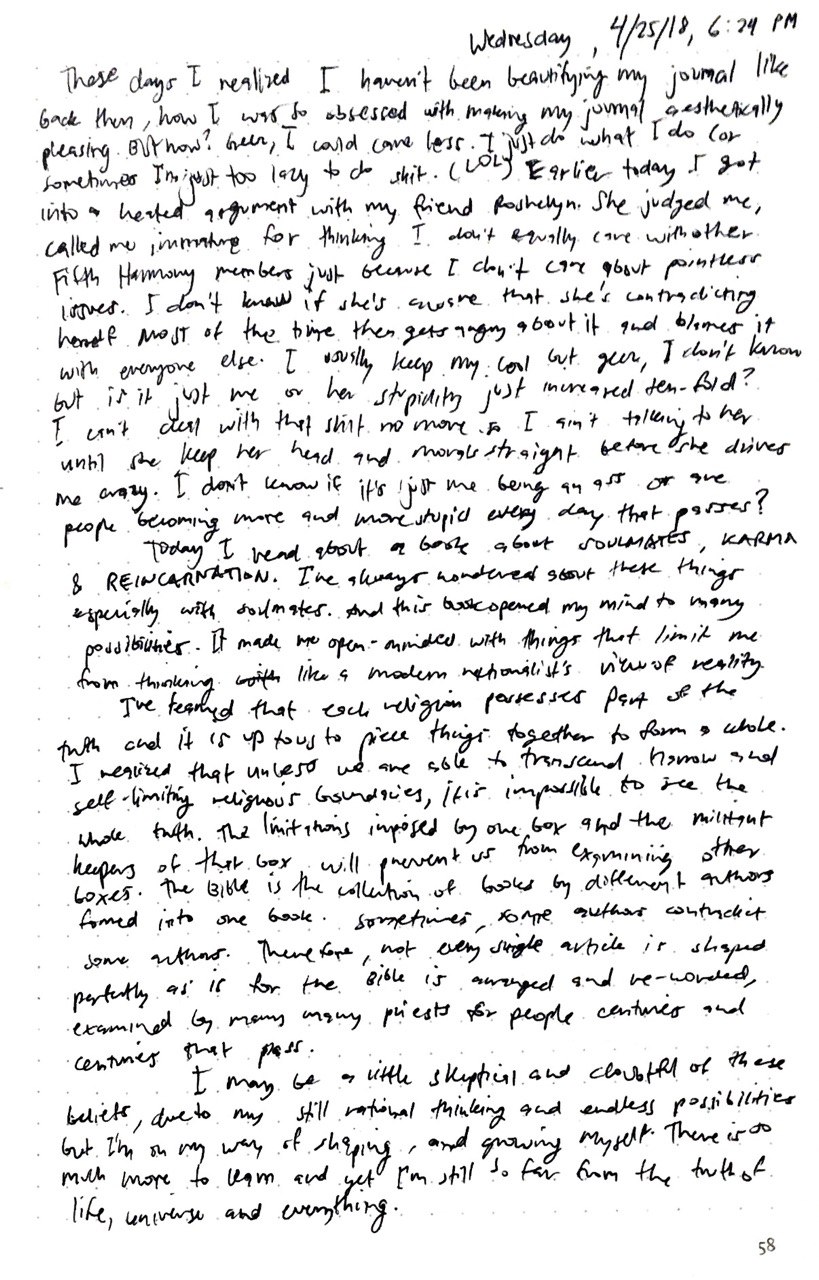 Wednesday, 4/25/18, 6:24 PM
These days I realized I haven't been beautifying my journal like
back then, how I was so obsessed with making my journal aesthetically
pleasing. But now? Geez, I could care less. I just do what I do (or
sometimes I'm just too lazy to do shit. (LOL) Earlier today I got
into a heated argument with my friend Roshelyn. She judged me,
called me immature for thinking I don't equally care with other
Fifth Harmony members just because I don't care about pointless
issues. I don't know if she's aware that she's contradicting
herself most of the time then gets angry about it and blames it
with everyone else. I usually keep my cool but geez, I don't know
but is it just me or her stupidity just increased ten-fold?
I can't deal with that shit no more so I ain't talking to her
until she keep her head and morals straight before she drives
me crazy. I don't know if it's just me being an ass or are
people becoming more and more stupid every day that passes?
Today I read about a book about SOULMATES, KARMA
& REINCARNATION. I've always wondered about these things
especially with soulmates. And this book opened my mind to many
possibilities. It made me open-minded with things that limit me
from thinking with like a modern rationalist's view of reality.
I've learned that each religion possesses part of the
truth and it is up to us to piece things together to form a whole.
I realized that unless we are able to transcend narrow and
self-limiting religious boundaries, it is impossible to see the
whole truth. The limitations imposed by one box and the militant
keepers of that box will prevent us from examining other
boxes. The Bible is the collection of books by different authors
formed into one book. Sometimes, some authors contradict
some authors. Therefore, not every single article is shaped
perfectly as is for the Bible is arranged and re-worded,
examined by many many priests for people centuries and
centuries that pass.
I may be a little skeptical and doubtful of these
beliefs, due to my still rational thinking and endless possibilities
but I'm on my way of shaping, and growing myself. There is so
much more to learn and yet I'm still so far from the truth of
life, universe and everything.
58